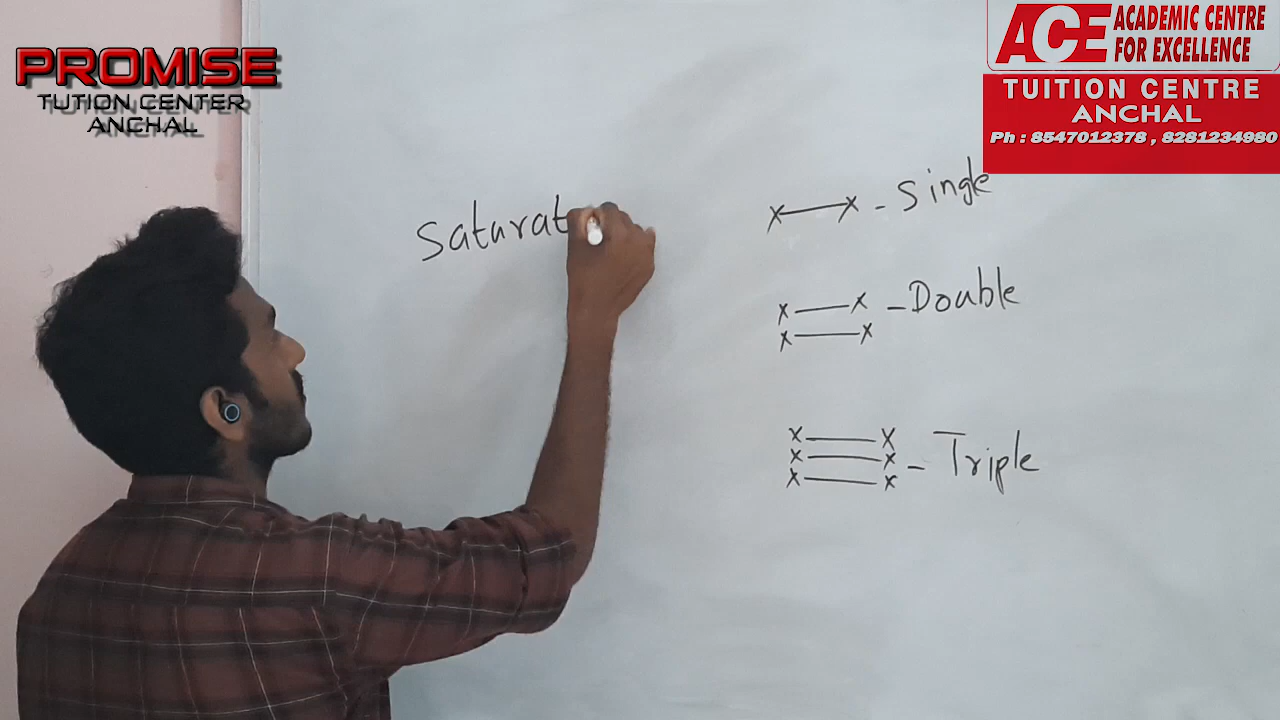 PROMISE
TUTION CENTER
ANCHAL
ACE ACADEMIC CENTRE
FOR EXCELLENCE
TUITION CENTRE
ANCHAL
Ph : 8547012378 , 8281234980
Saturat
x—x - Single
x—x - Double
x—x
x—x
x—x - Triple
x—x